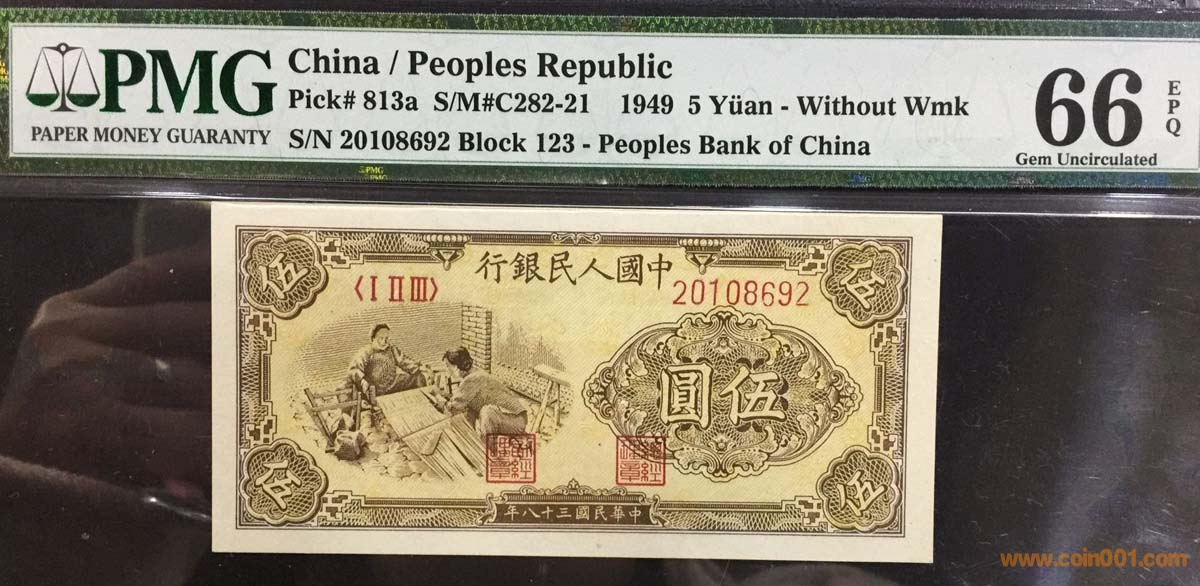 PMG
PAPER MONEY GUARANTY
China / Peoples Republic
Pick# 813a S/M#C282-21 1949 5 Yüan - Without Wmk
S/N 20108692 Block 123 - Peoples Bank of China
66
EPQ
Gem Uncirculated
PMG
PMG
行銀民人國中
伍
伍
〈I II III〉
20108692
圓伍
伍
伍
年八十三國民華中
www.coin001.com